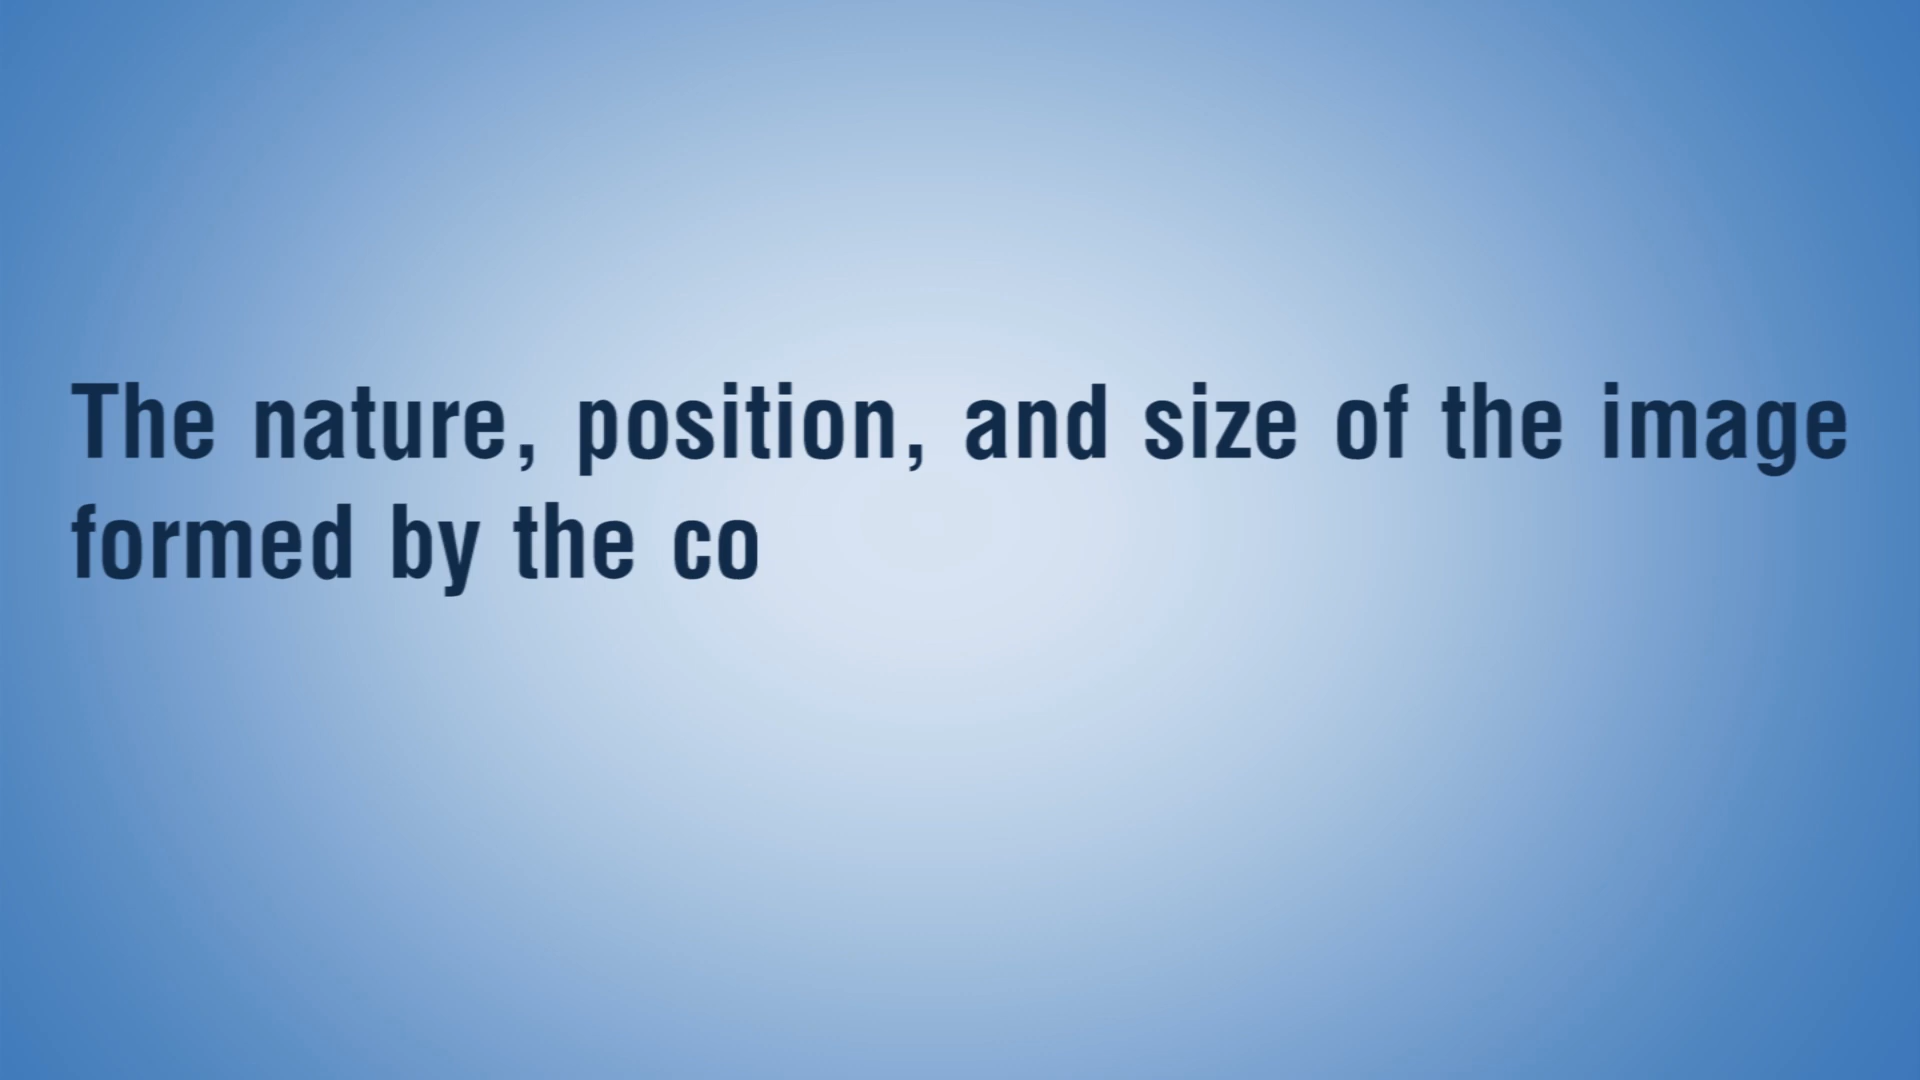 The nature, position, and size of the image
formed by the co